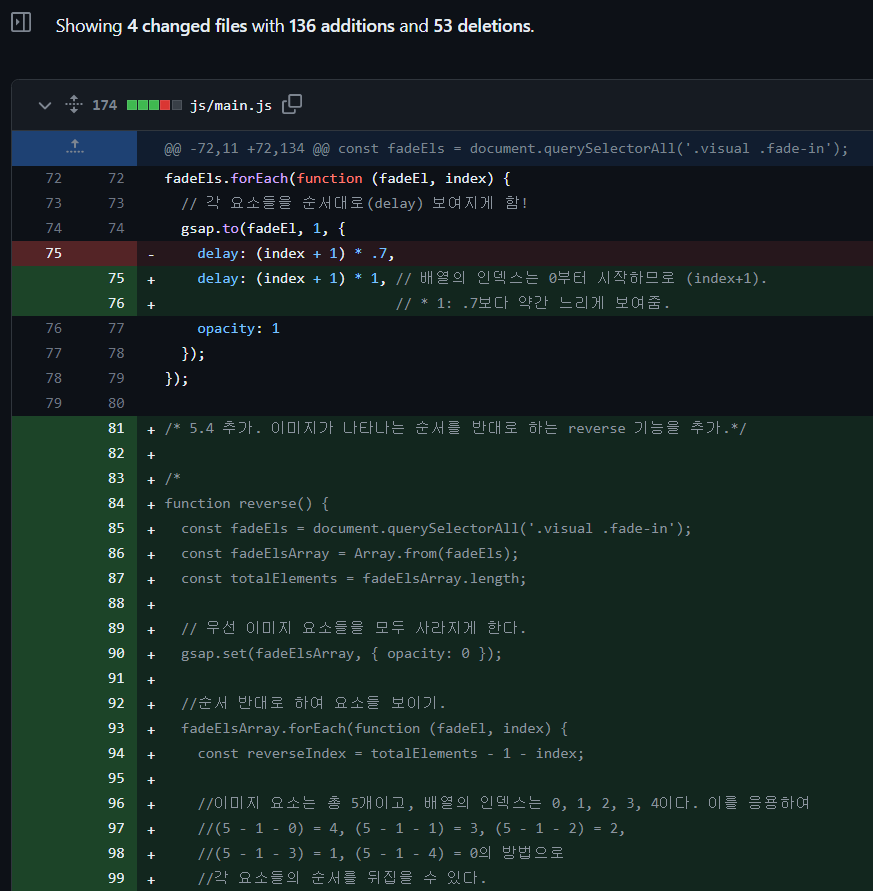 Showing 4 changed files with 136 additions and 53 deletions.
174 js/main.js
@@ -72,11 +72,134 @@ const fadeEls = document.querySelectorAll('.visual .fade-in');
72 72 fadeEls.forEach(function (fadeEl, index) {
73 73 // 각 요소들을 순서대로(delay) 보여지게 함!
74 74 gsap.to(fadeEl, 1, {
75 - delay: (index + 1) * .7,
75 + delay: (index + 1) * 1, // 배열의 인덱스는 0부터 시작하므로 (index+1).
76 + // * 1: .7보다 약간 느리게 보여줌.
76 77 opacity: 1
77 78 });
78 79 });
79 80
81 + /* 5.4 추가. 이미지가 나타나는 순서를 반대로 하는 reverse 기능을 추가.*/
82 +
83 + /*
84 + function reverse() {
85 + const fadeEls = document.querySelectorAll('.visual .fade-in');
86 + const fadeElsArray = Array.from(fadeEls);
87 + const totalElements = fadeElsArray.length;
88 +
89 + // 우선 이미지 요소들을 모두 사라지게 한다.
90 + gsap.set(fadeElsArray, { opacity: 0 });
91 +
92 + //순서 반대로 하여 요소들 보이기.
93 + fadeElsArray.forEach(function (fadeEl, index) {
94 + const reverseIndex = totalElements - 1 - index;
95 +
96 + //이미지 요소는 총 5개이고, 배열의 인덱스는 0, 1, 2, 3, 4이다. 이를 응용하여
97 + //(5 - 1 - 0) = 4, (5 - 1 - 1) = 3, (5 - 1 - 2) = 2,
98 + //(5 - 1 - 3) = 1, (5 - 1 - 4) = 0의 방법으로
99 + //각 요소들의 순서를 뒤집을 수 있다.